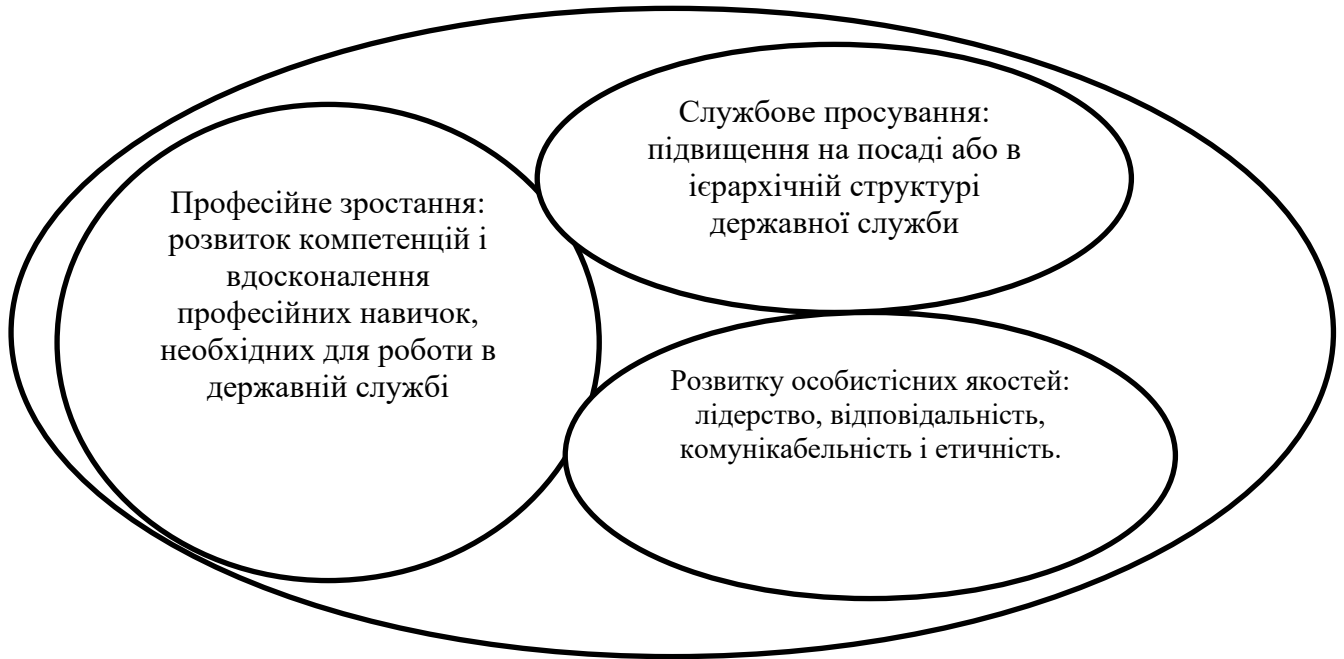 Професійне зростання:
розвиток компетенцій і
вдосконалення
професійних навичок,
необхідних для роботи в
державній службі
Службове просування:
підвищення на посаді або в
ієрархічній структурі
державної служби
Розвитку особистісних якостей:
лідерство, відповідальність,
комунікабельність і етичність.